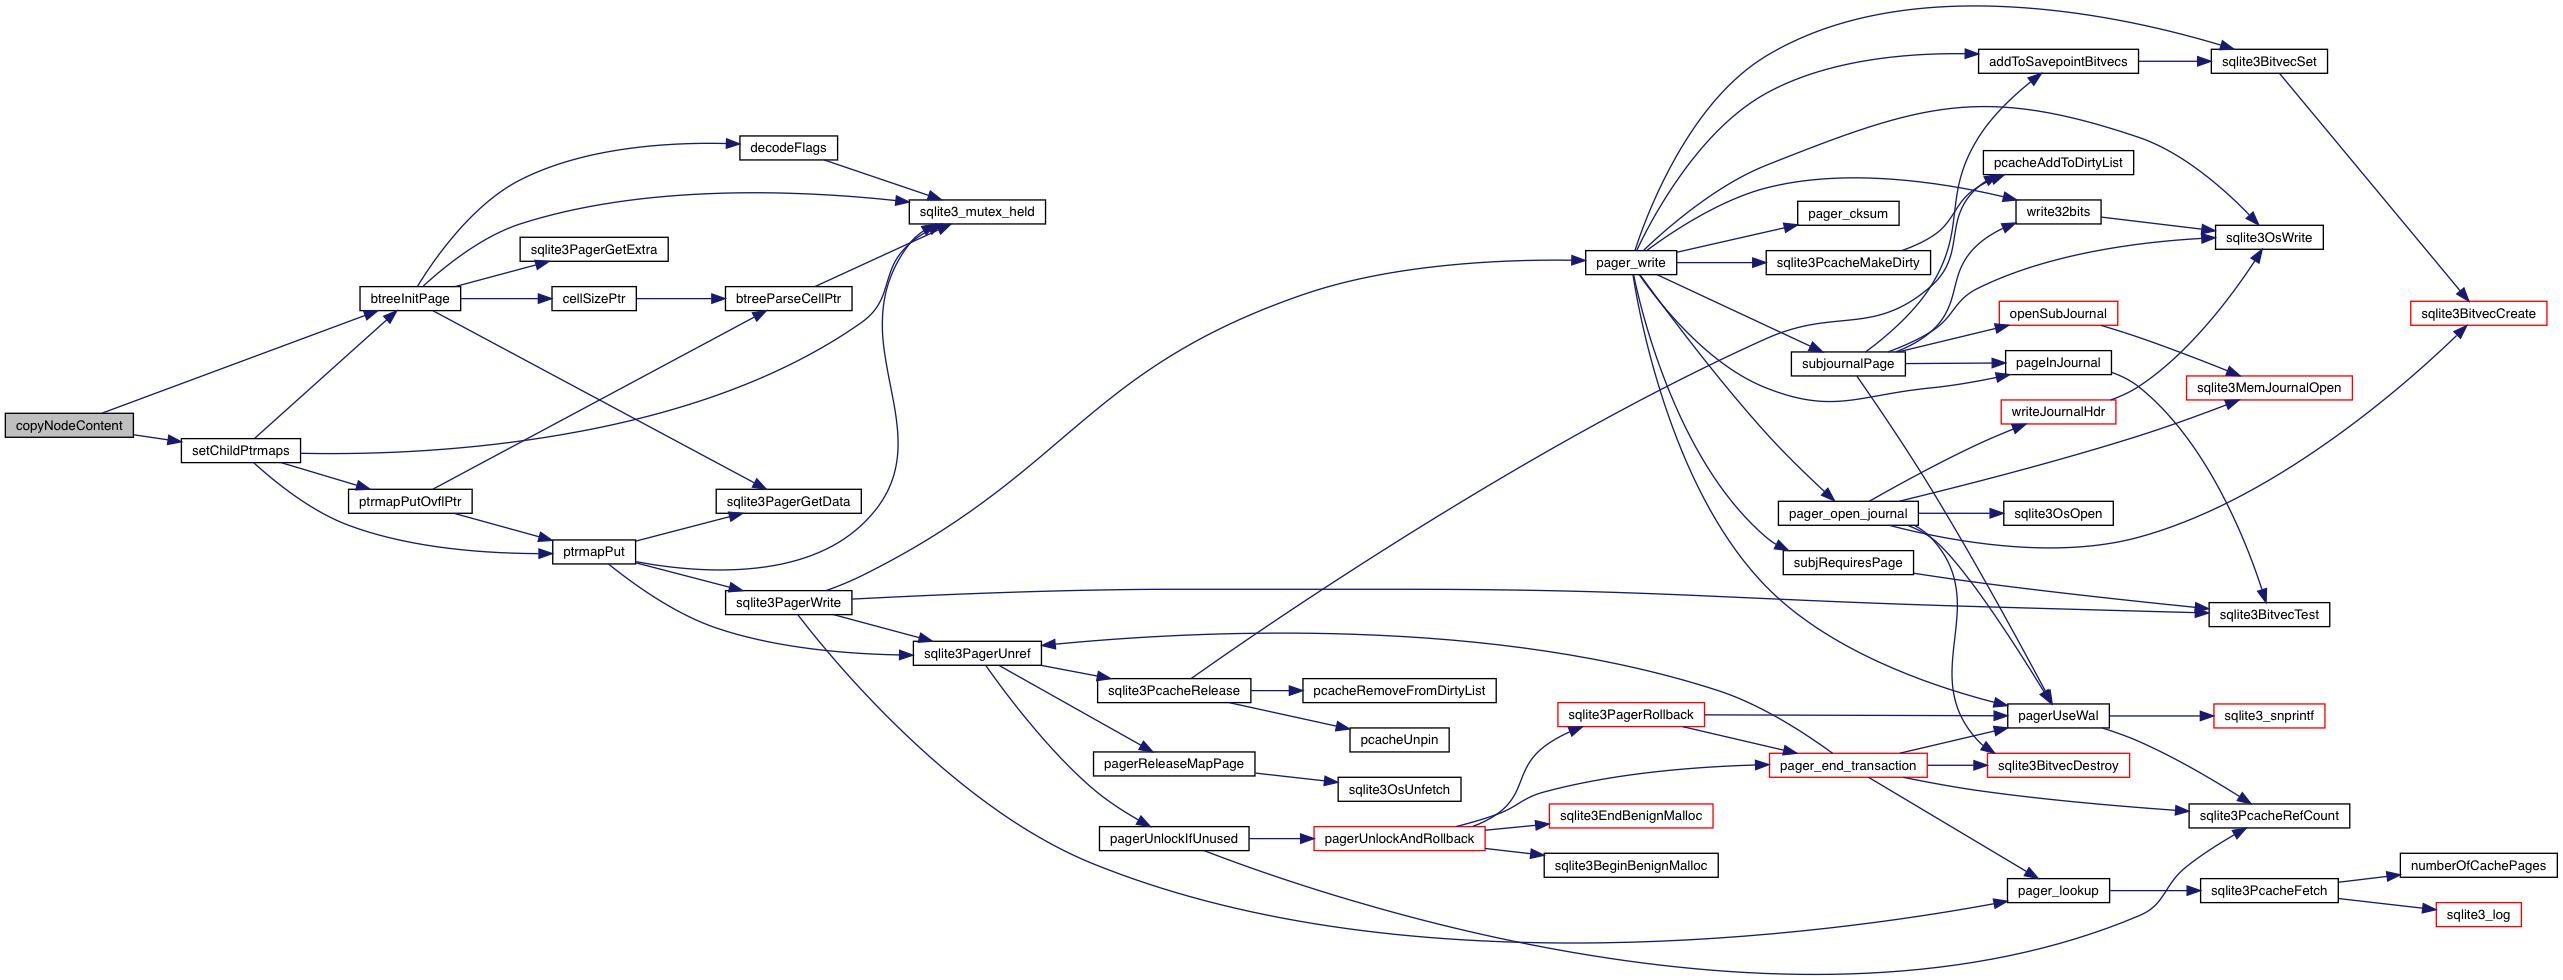 copyNodeContent
btreeInitPage
setChildPtrmaps
ptrmapPutOvflPtr
decodeFlags
sqlite3PagerGetExtra
cellSizePtr
ptrmapPut
sqlite3_mutex_held
btreeParseCellPtr
sqlite3PagerGetData
sqlite3PagerWrite
sqlite3PagerUnref
sqlite3PcacheRelease
pagerReleaseMapPage
pagerUnlockIfUnused
pcacheRemoveFromDirtyList
pcacheUnpin
sqlite3OsUnfetch
pagerUnlockAndRollback
pager_write
sqlite3PagerRollback
sqlite3EndBenignMalloc
sqlite3BeginBenignMalloc
pager_cksum
sqlite3PcacheMakeDirty
subjournalPage
pager_open_journal
subjRequiresPage
pager_end_transaction
addToSavepointBitvecs
pcacheAddToDirtyList
write32bits
openSubJournal
pageInJournal
writeJournalHdr
sqlite3OsOpen
pagerUseWal
sqlite3BitvecDestroy
pager_lookup
sqlite3BitvecSet
sqlite3OsWrite
sqlite3MemJournalOpen
sqlite3BitvecTest
sqlite3_snprintf
sqlite3PcacheRefCount
sqlite3PcacheFetch
sqlite3BitvecCreate
numberOfCachePages
sqlite3_log